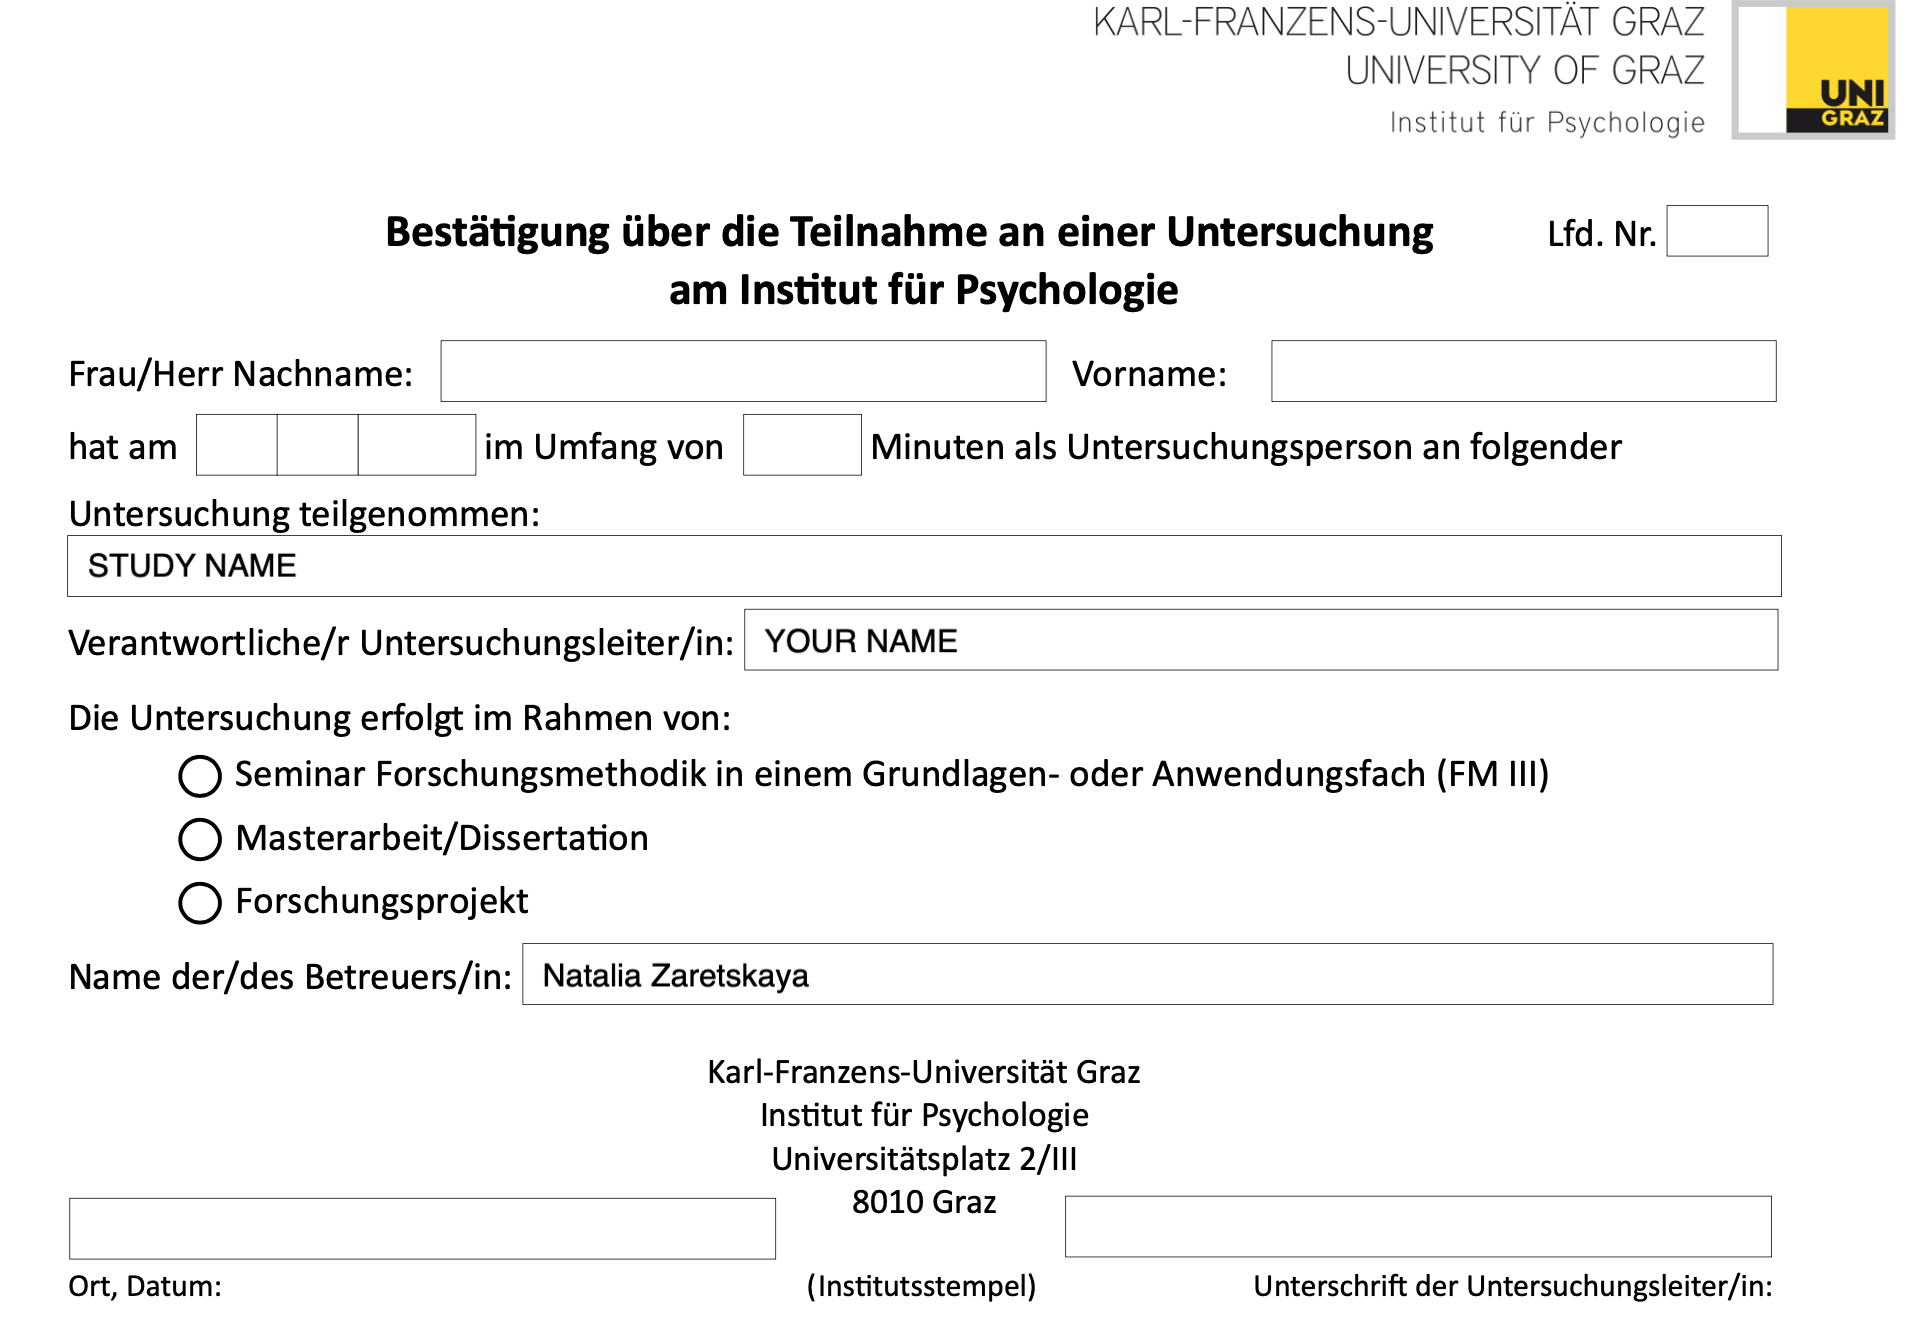 KARL-FRANZENS-UNIVERSITÄT GRAZ
UNIVERSITY OF GRAZ
Institut für Psychologie
UNI
GRAZ
Bestätigung über die Teilnahme an einer Untersuchung
am Institut für Psychologie
Lfd. Nr.
Frau/Herr Nachname: Vorname:
hat am im Umfang von Minuten als Untersuchungsperson an folgender
Untersuchung teilgenommen:
STUDY NAME
Verantwortliche/r Untersuchungsleiter/in: YOUR NAME
Die Untersuchung erfolgt im Rahmen von:
Seminar Forschungsmethodik in einem Grundlagen- oder Anwendungsfach (FM III)
Masterarbeit/Dissertation
Forschungsprojekt
Name der/des Betreuers/in: Natalia Zaretskaya
Karl-Franzens-Universität Graz
Institut für Psychologie
Universitätsplatz 2/III
8010 Graz
Ort, Datum: (Institutsstempel) Unterschrift der Untersuchungsleiter/in: